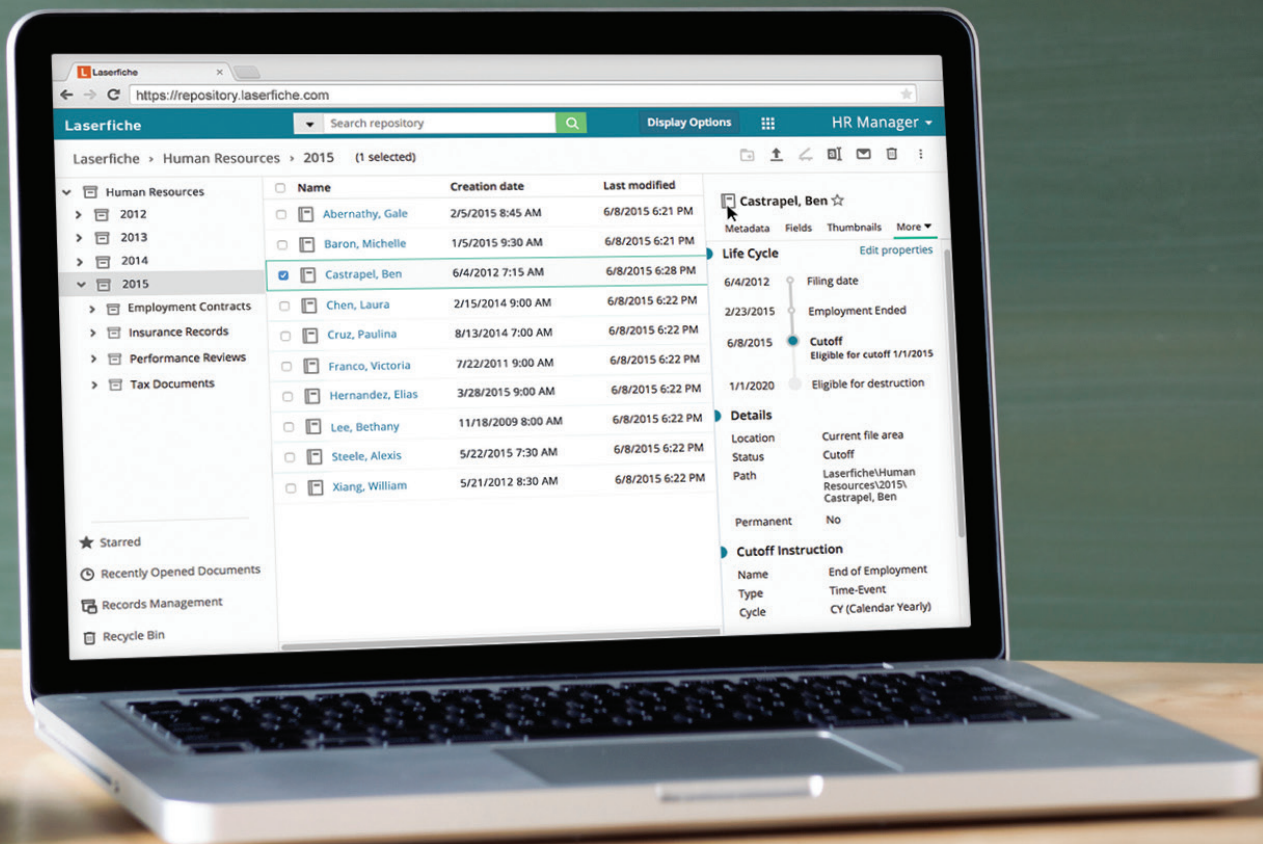 Laserfiche
https://repository.laserfiche.com
Laserfiche
Search repository
Display Options
HR Manager
Laserfiche › Human Resources › 2015 (1 selected)
Human Resources
2012
2013
2014
2015
Employment Contracts
Insurance Records
Performance Reviews
Tax Documents
Starred
Recently Opened Documents
Records Management
Recycle Bin
Name Creation date Last modified
Abernathy, Gale 2/5/2015 8:45 AM 6/8/2015 6:21 PM
Baron, Michelle 1/5/2015 9:30 AM 6/8/2015 6:21 PM
Castrapel, Ben 6/4/2012 7:15 AM 6/8/2015 6:28 PM
Chen, Laura 2/15/2014 9:00 AM 6/8/2015 6:22 PM
Cruz, Paulina 8/13/2014 7:00 AM 6/8/2015 6:22 PM
Franco, Victoria 7/22/2011 9:00 AM 6/8/2015 6:22 PM
Hernandez, Elias 3/28/2015 9:00 AM 6/8/2015 6:22 PM
Lee, Bethany 11/18/2009 8:00 AM 6/8/2015 6:22 PM
Steele, Alexis 5/22/2015 7:30 AM 6/8/2015 6:22 PM
Xiang, William 5/21/2012 8:30 AM 6/8/2015 6:22 PM
Castrapel, Ben
Metadata Fields Thumbnails More
Life Cycle Edit properties
6/4/2012 Filing date
2/23/2015 Employment Ended
6/8/2015 Cutoff
Eligible for cutoff 1/1/2015
1/1/2020 Eligible for destruction
Details
Location Current file area
Status Cutoff
Path Laserfiche\Human
Resources\2015\
Castrapel, Ben
Permanent No
Cutoff Instruction
Name End of Employment
Type Time-Event
Cycle CY (Calendar Yearly)